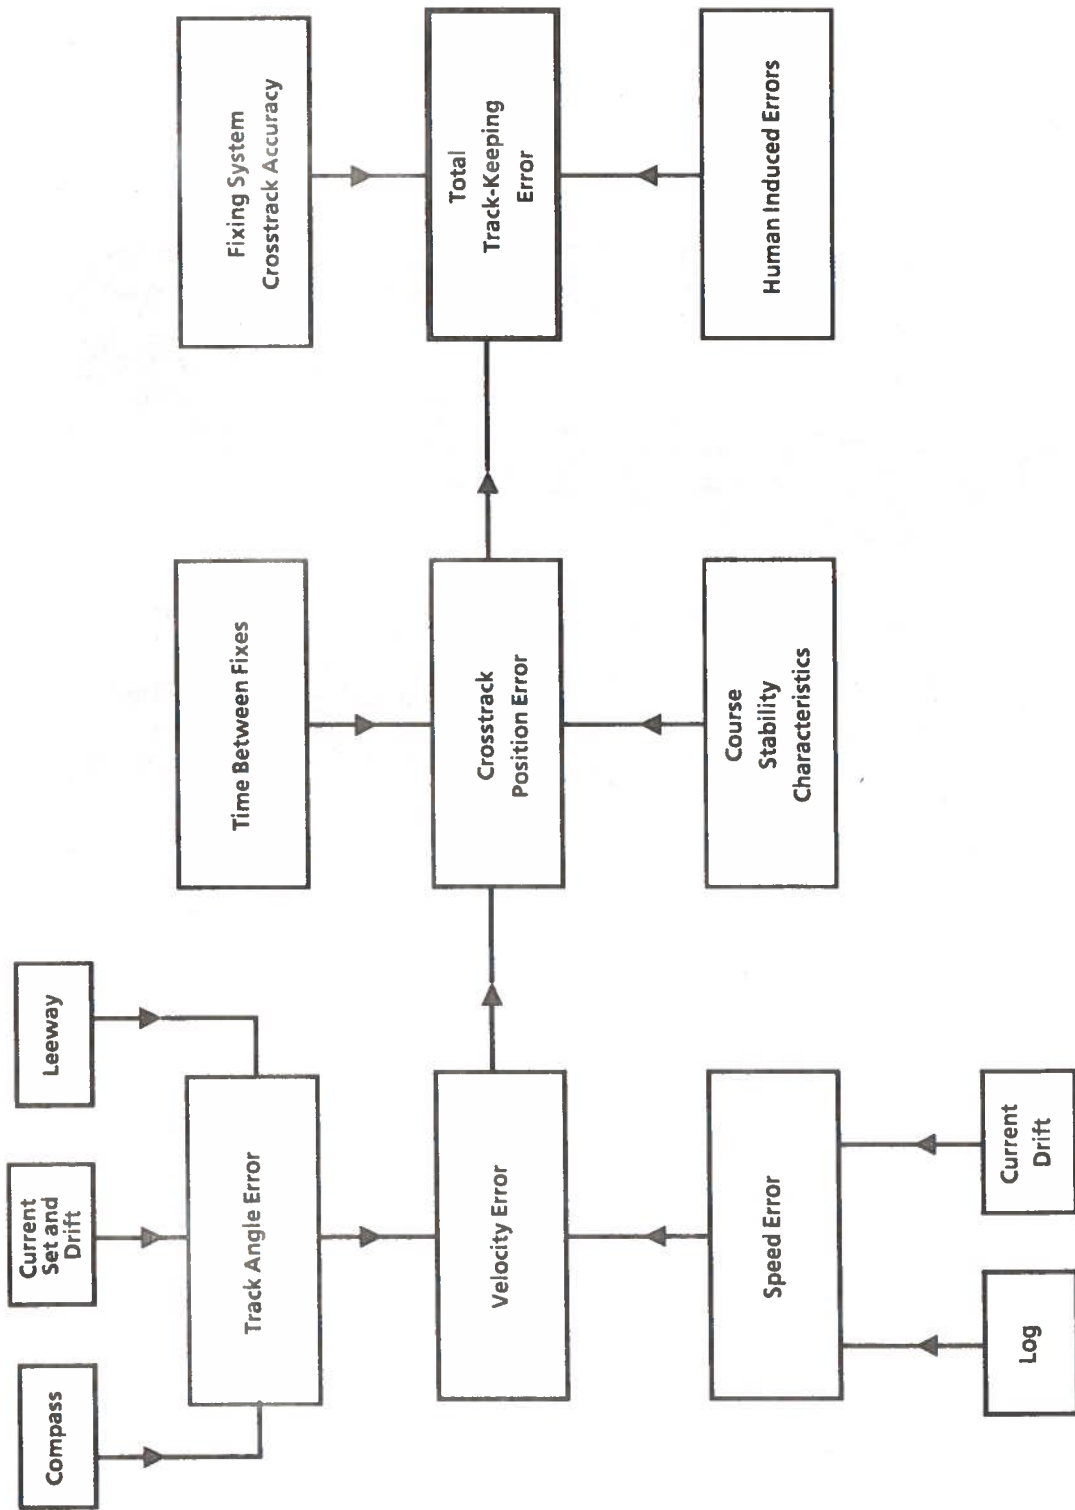 Compass
Current
Set and
Drift
Leeway
Track Angle Error
Time Between Fixes
Fixing System
Crosstrack Accuracy
Velocity Error
Crosstrack
Position Error
Total
Track-Keeping
Error
Speed Error
Course
Stability
Characteristics
Human Induced Errors
Log
Current
Drift